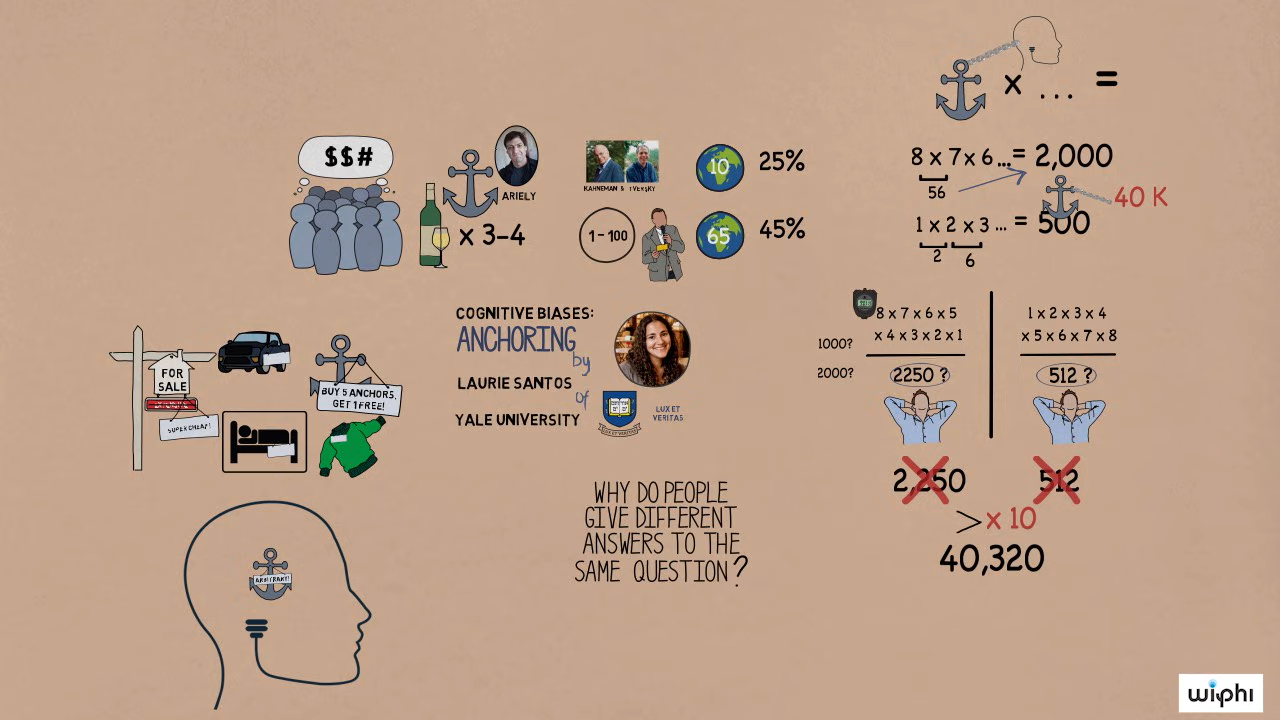 x ... =
$$#
ARIELY
x 3-4
KAHNEMAN & TVERSKY
10
25%
1-100
65
45%
8 x 7 x 6 ... = 2,000
56
40 K
1 x 2 x 3 ... = 500
2
6
FOR
SALE
SUPER CHEAP!
BUY 5 ANCHORS,
GET 1 FREE!
COGNITIVE BIASES:
ANCHORING
by
LAURIE SANTOS
of
YALE UNIVERSITY
LUX ET
VERITAS
LUX ET VERITAS
8 x 7 x 6 x 5
x 4 x 3 x 2 x 1
1000?
2000?
2250 ?
1 x 2 x 3 x 4
x 5 x 6 x 7 x 8
512 ?
2,250
512
> x 10
40,320
WHY DO PEOPLE
GIVE DIFFERENT
ANSWERS TO THE
SAME QUESTION?
ARBITRARY!
wiphi